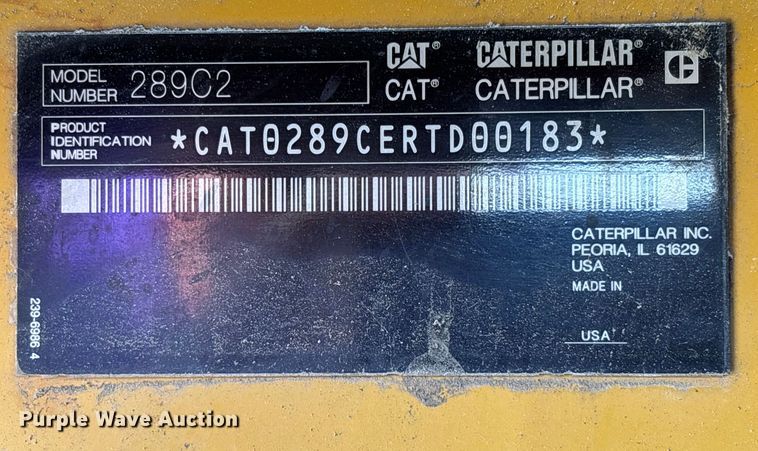 MODEL NUMBER 289C2
CAT® CATERPILLAR®
CAT® CATERPILLAR®
PRODUCT IDENTIFICATION NUMBER *CAT0289CERTD00183*
CATERPILLAR INC.
PEORIA, IL 61629
USA
MADE IN
USA
239-6986 4
Purple Wave Auction